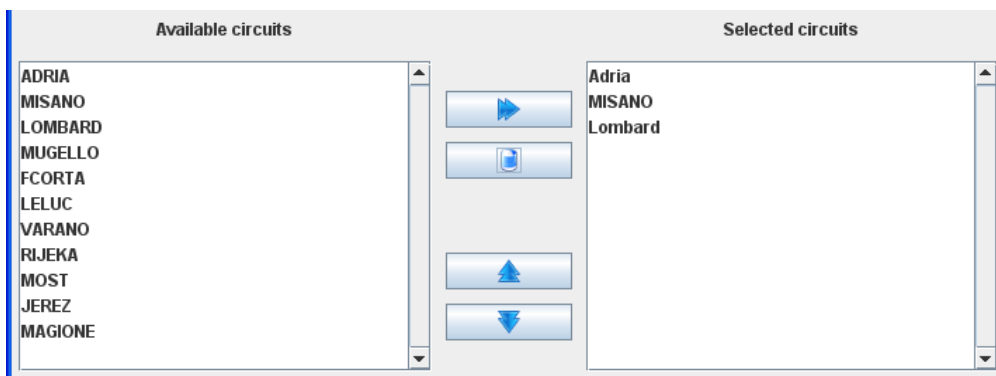 Available circuits
Selected circuits
ADRIA
MISANO
LOMBARD
MUGELLO
FCORTA
LELUC
VARANO
RIJEKA
MOST
JEREZ
MAGIONE
Adria
MISANO
Lombard